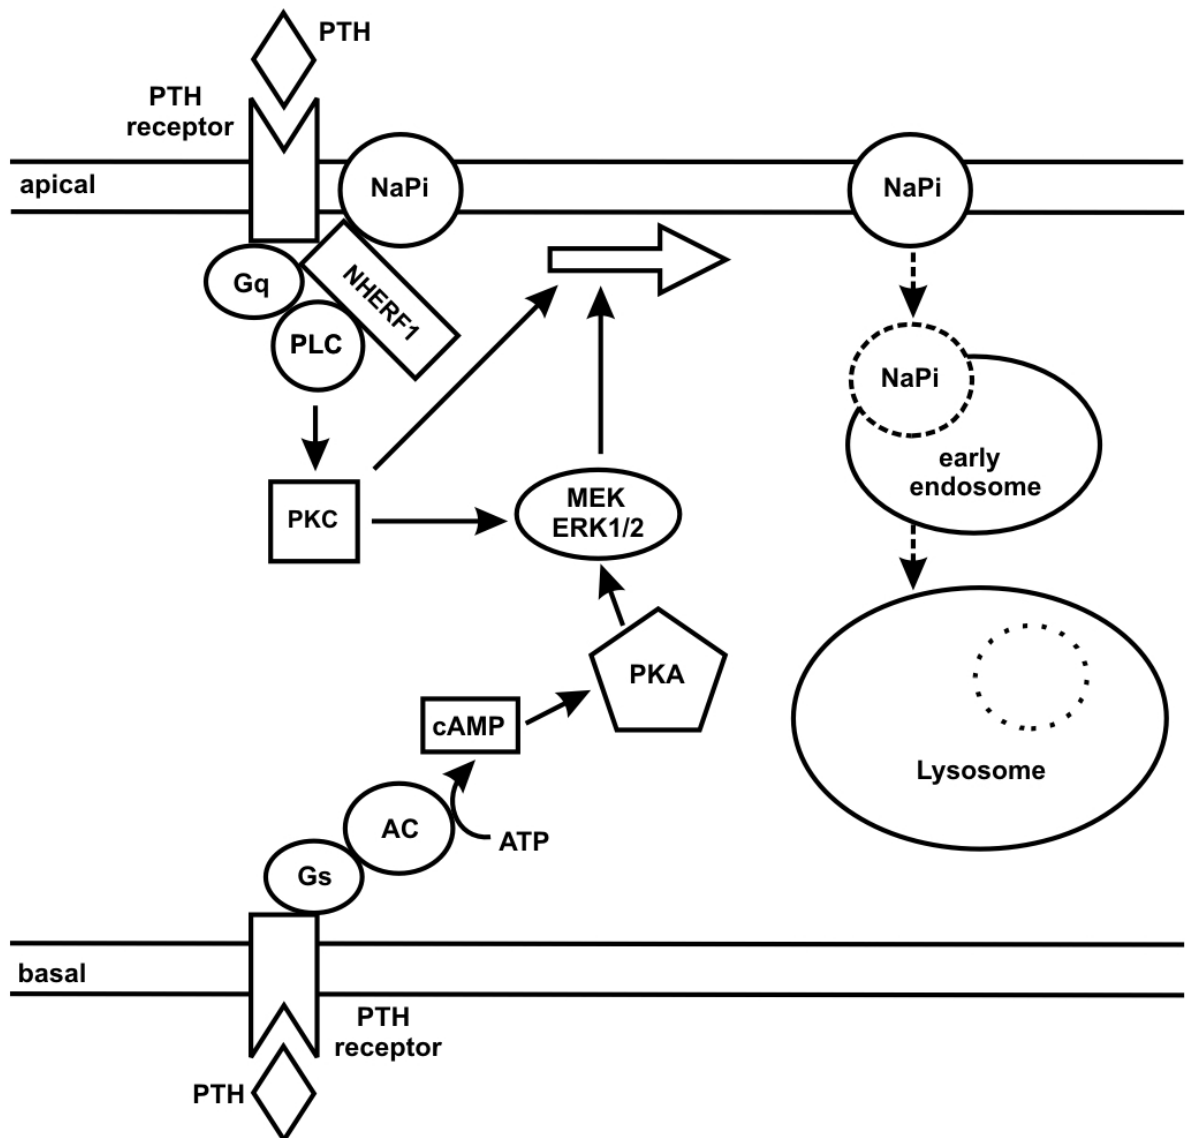 PTH
PTH
receptor
apical
NaPi
NaPi
Gq
NHERF1
PLC
NaPi
early
endosome
PKC
MEK
ERK1/2
PKA
cAMP
Lysosome
AC
ATP
Gs
basal
PTH
receptor
PTH